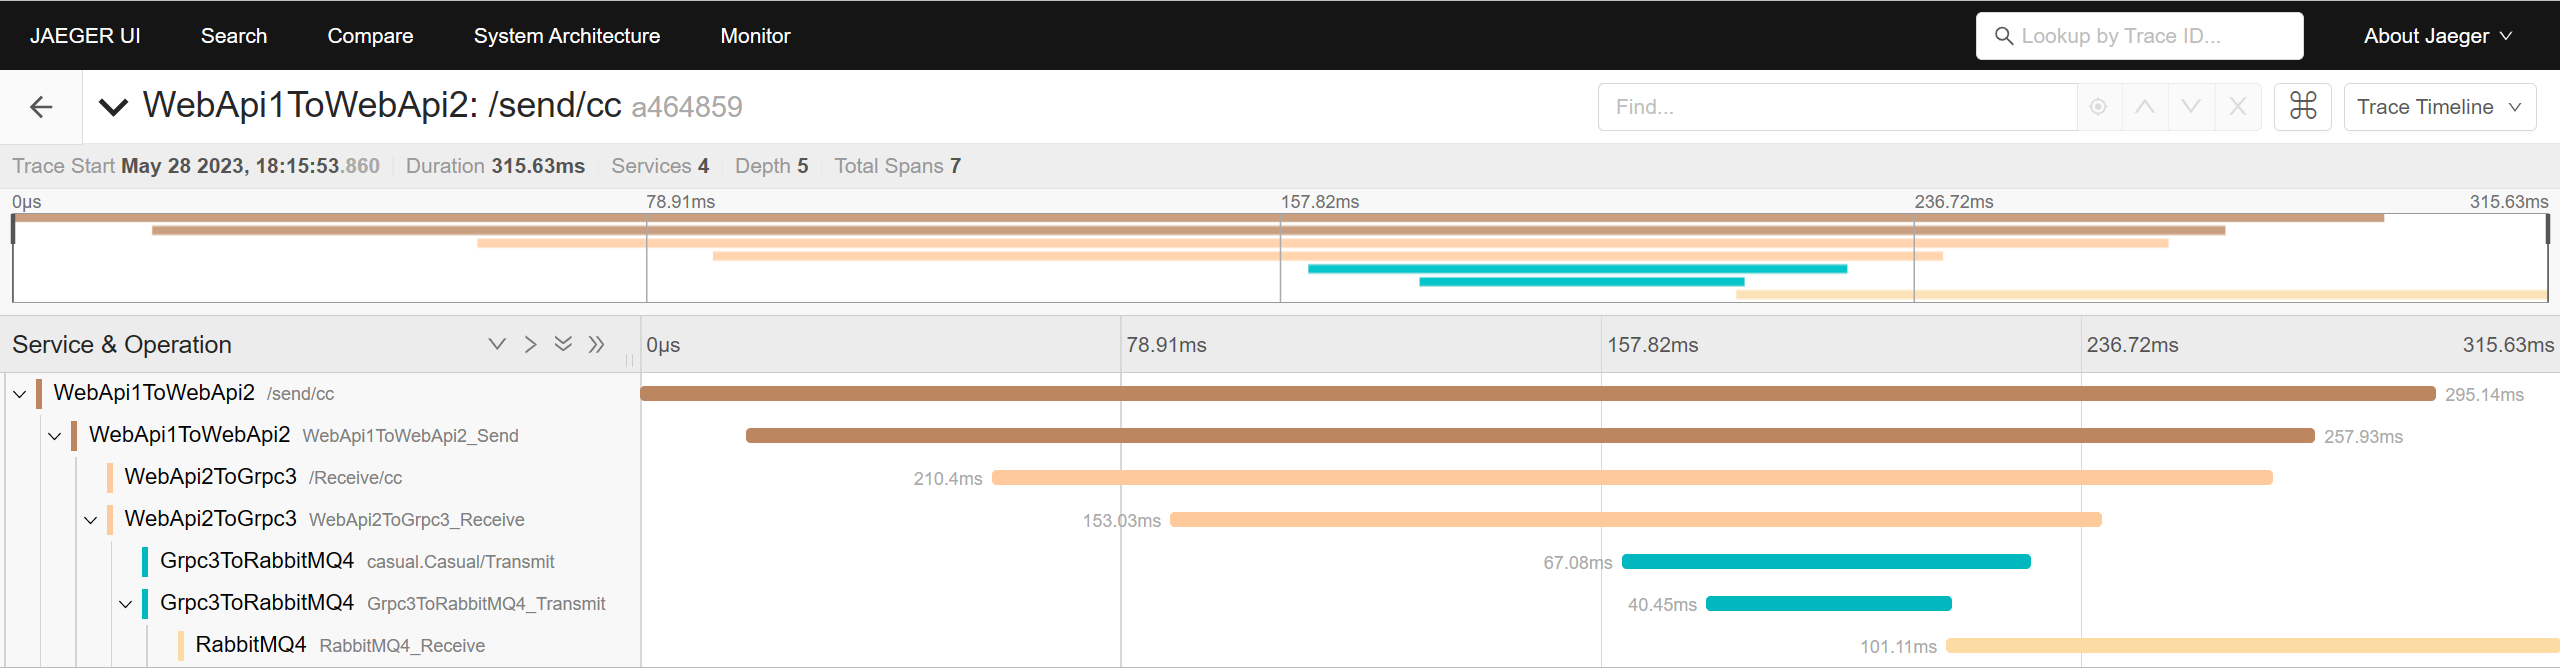 JAEGER UI Search Compare System Architecture Monitor Lookup by Trace ID... About Jaeger
WebApi1ToWebApi2: /send/cc a464859 Find... Trace Timeline
Trace Start May 28 2023, 18:15:53.860 Duration 315.63ms Services 4 Depth 5 Total Spans 7
0μs 78.91ms 157.82ms 236.72ms 315.63ms
Service & Operation 0μs 78.91ms 157.82ms 236.72ms 315.63ms
WebApi1ToWebApi2 /send/cc 295.14ms
WebApi1ToWebApi2 WebApi1ToWebApi2_Send 257.93ms
WebApi2ToGrpc3 /Receive/cc 210.4ms
WebApi2ToGrpc3 WebApi2ToGrpc3_Receive 153.03ms
Grpc3ToRabbitMQ4 casual.Casual/Transmit 67.08ms
Grpc3ToRabbitMQ4 Grpc3ToRabbitMQ4_Transmit 40.45ms
RabbitMQ4 RabbitMQ4_Receive 101.11ms